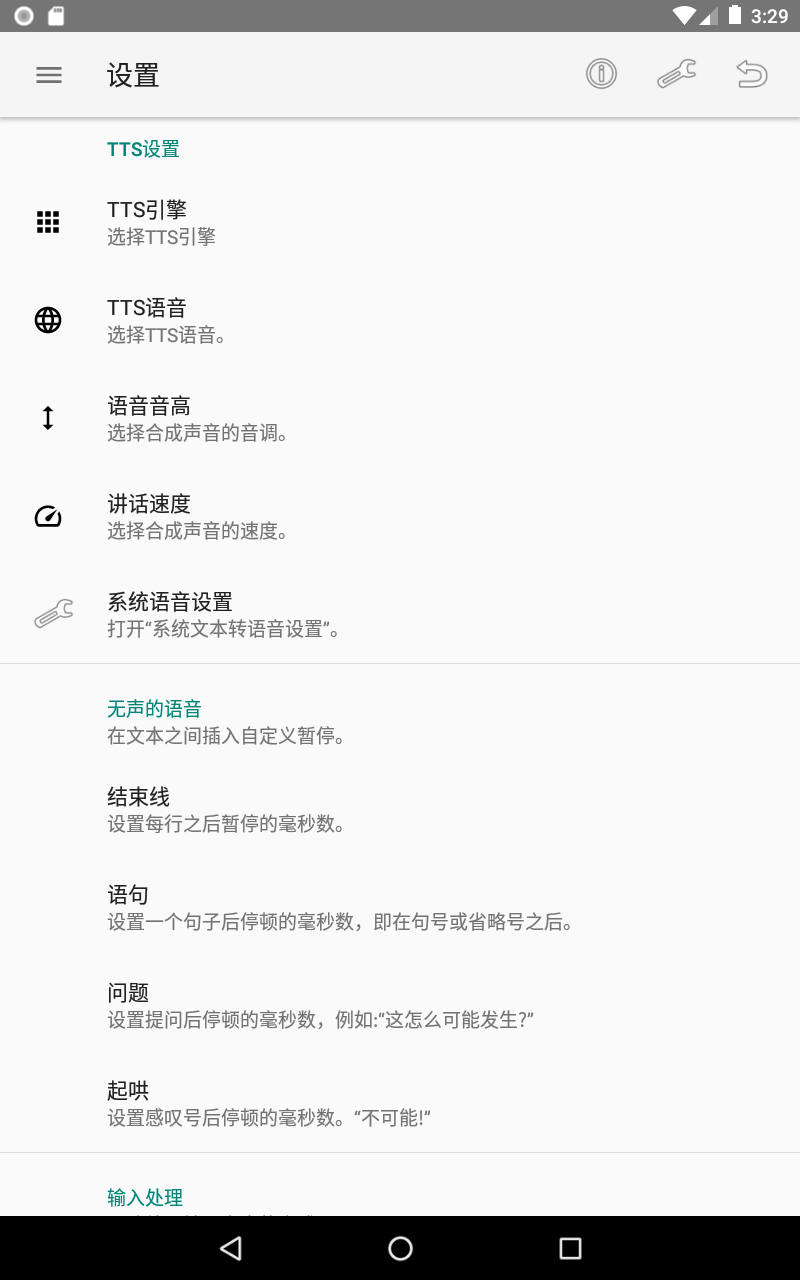 3:29
设置
TTS设置
TTS引擎
选择TTS引擎
TTS语音
选择TTS语音。
语音音高
选择合成声音的音调。
讲话速度
选择合成声音的速度。
系统语音设置
打开“系统文本转语音设置”。
无声的语音
在文本之间插入自定义暂停。
结束线
设置每行之后暂停的毫秒数。
语句
设置一个句子后停顿的毫秒数，即在句号或省略号之后。
问题
设置提问后停顿的毫秒数，例如:“这怎么可能发生?”
起哄
设置感叹号后停顿的毫秒数。“不可能!”
输入处理